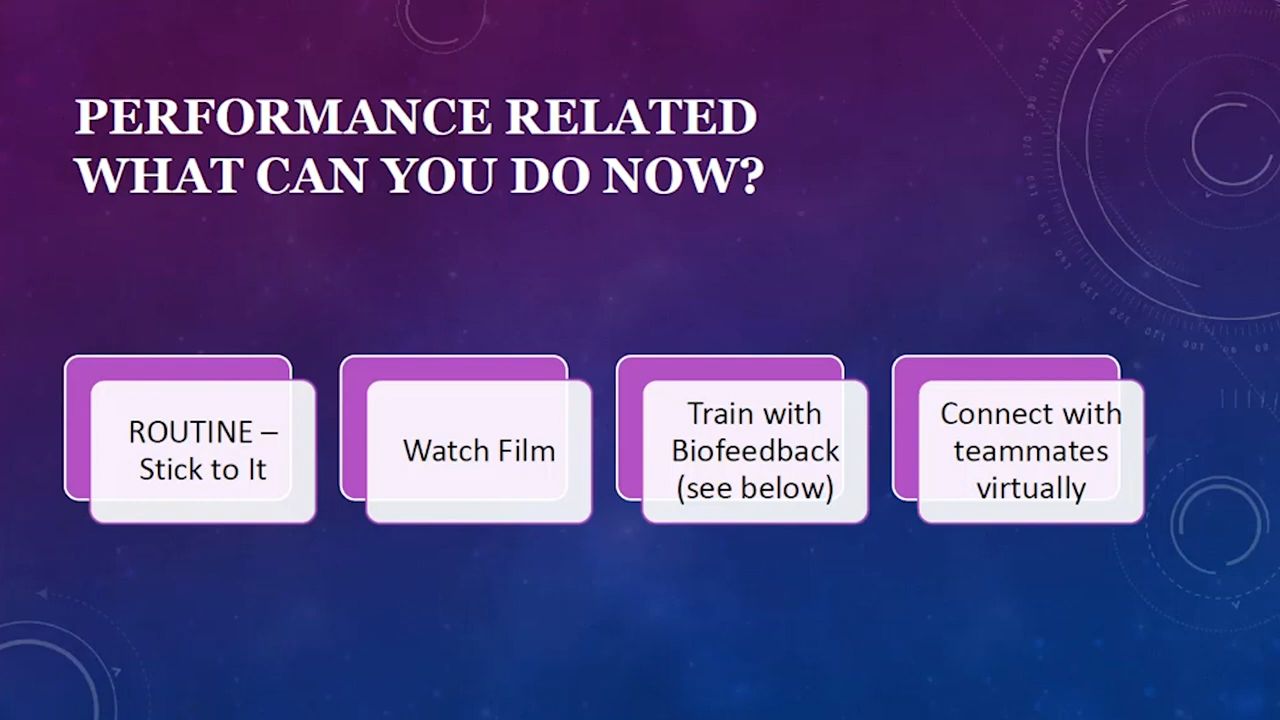 PERFORMANCE RELATED
WHAT CAN YOU DO NOW?
ROUTINE –
Stick to It
Watch Film
Train with
Biofeedback
(see below)
Connect with
teammates
virtually